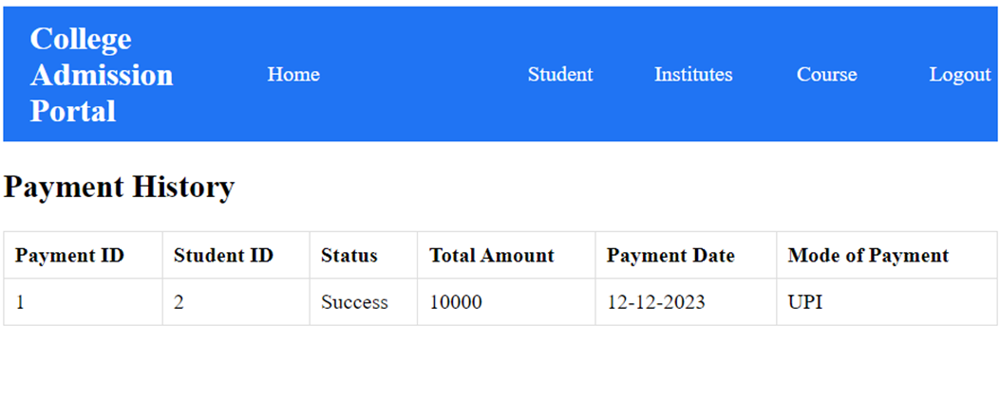 College
Admission
Portal
Home Student Institutes Course Logout
Payment History
Payment ID Student ID Status Total Amount Payment Date Mode of Payment
1 2 Success 10000 12-12-2023 UPI